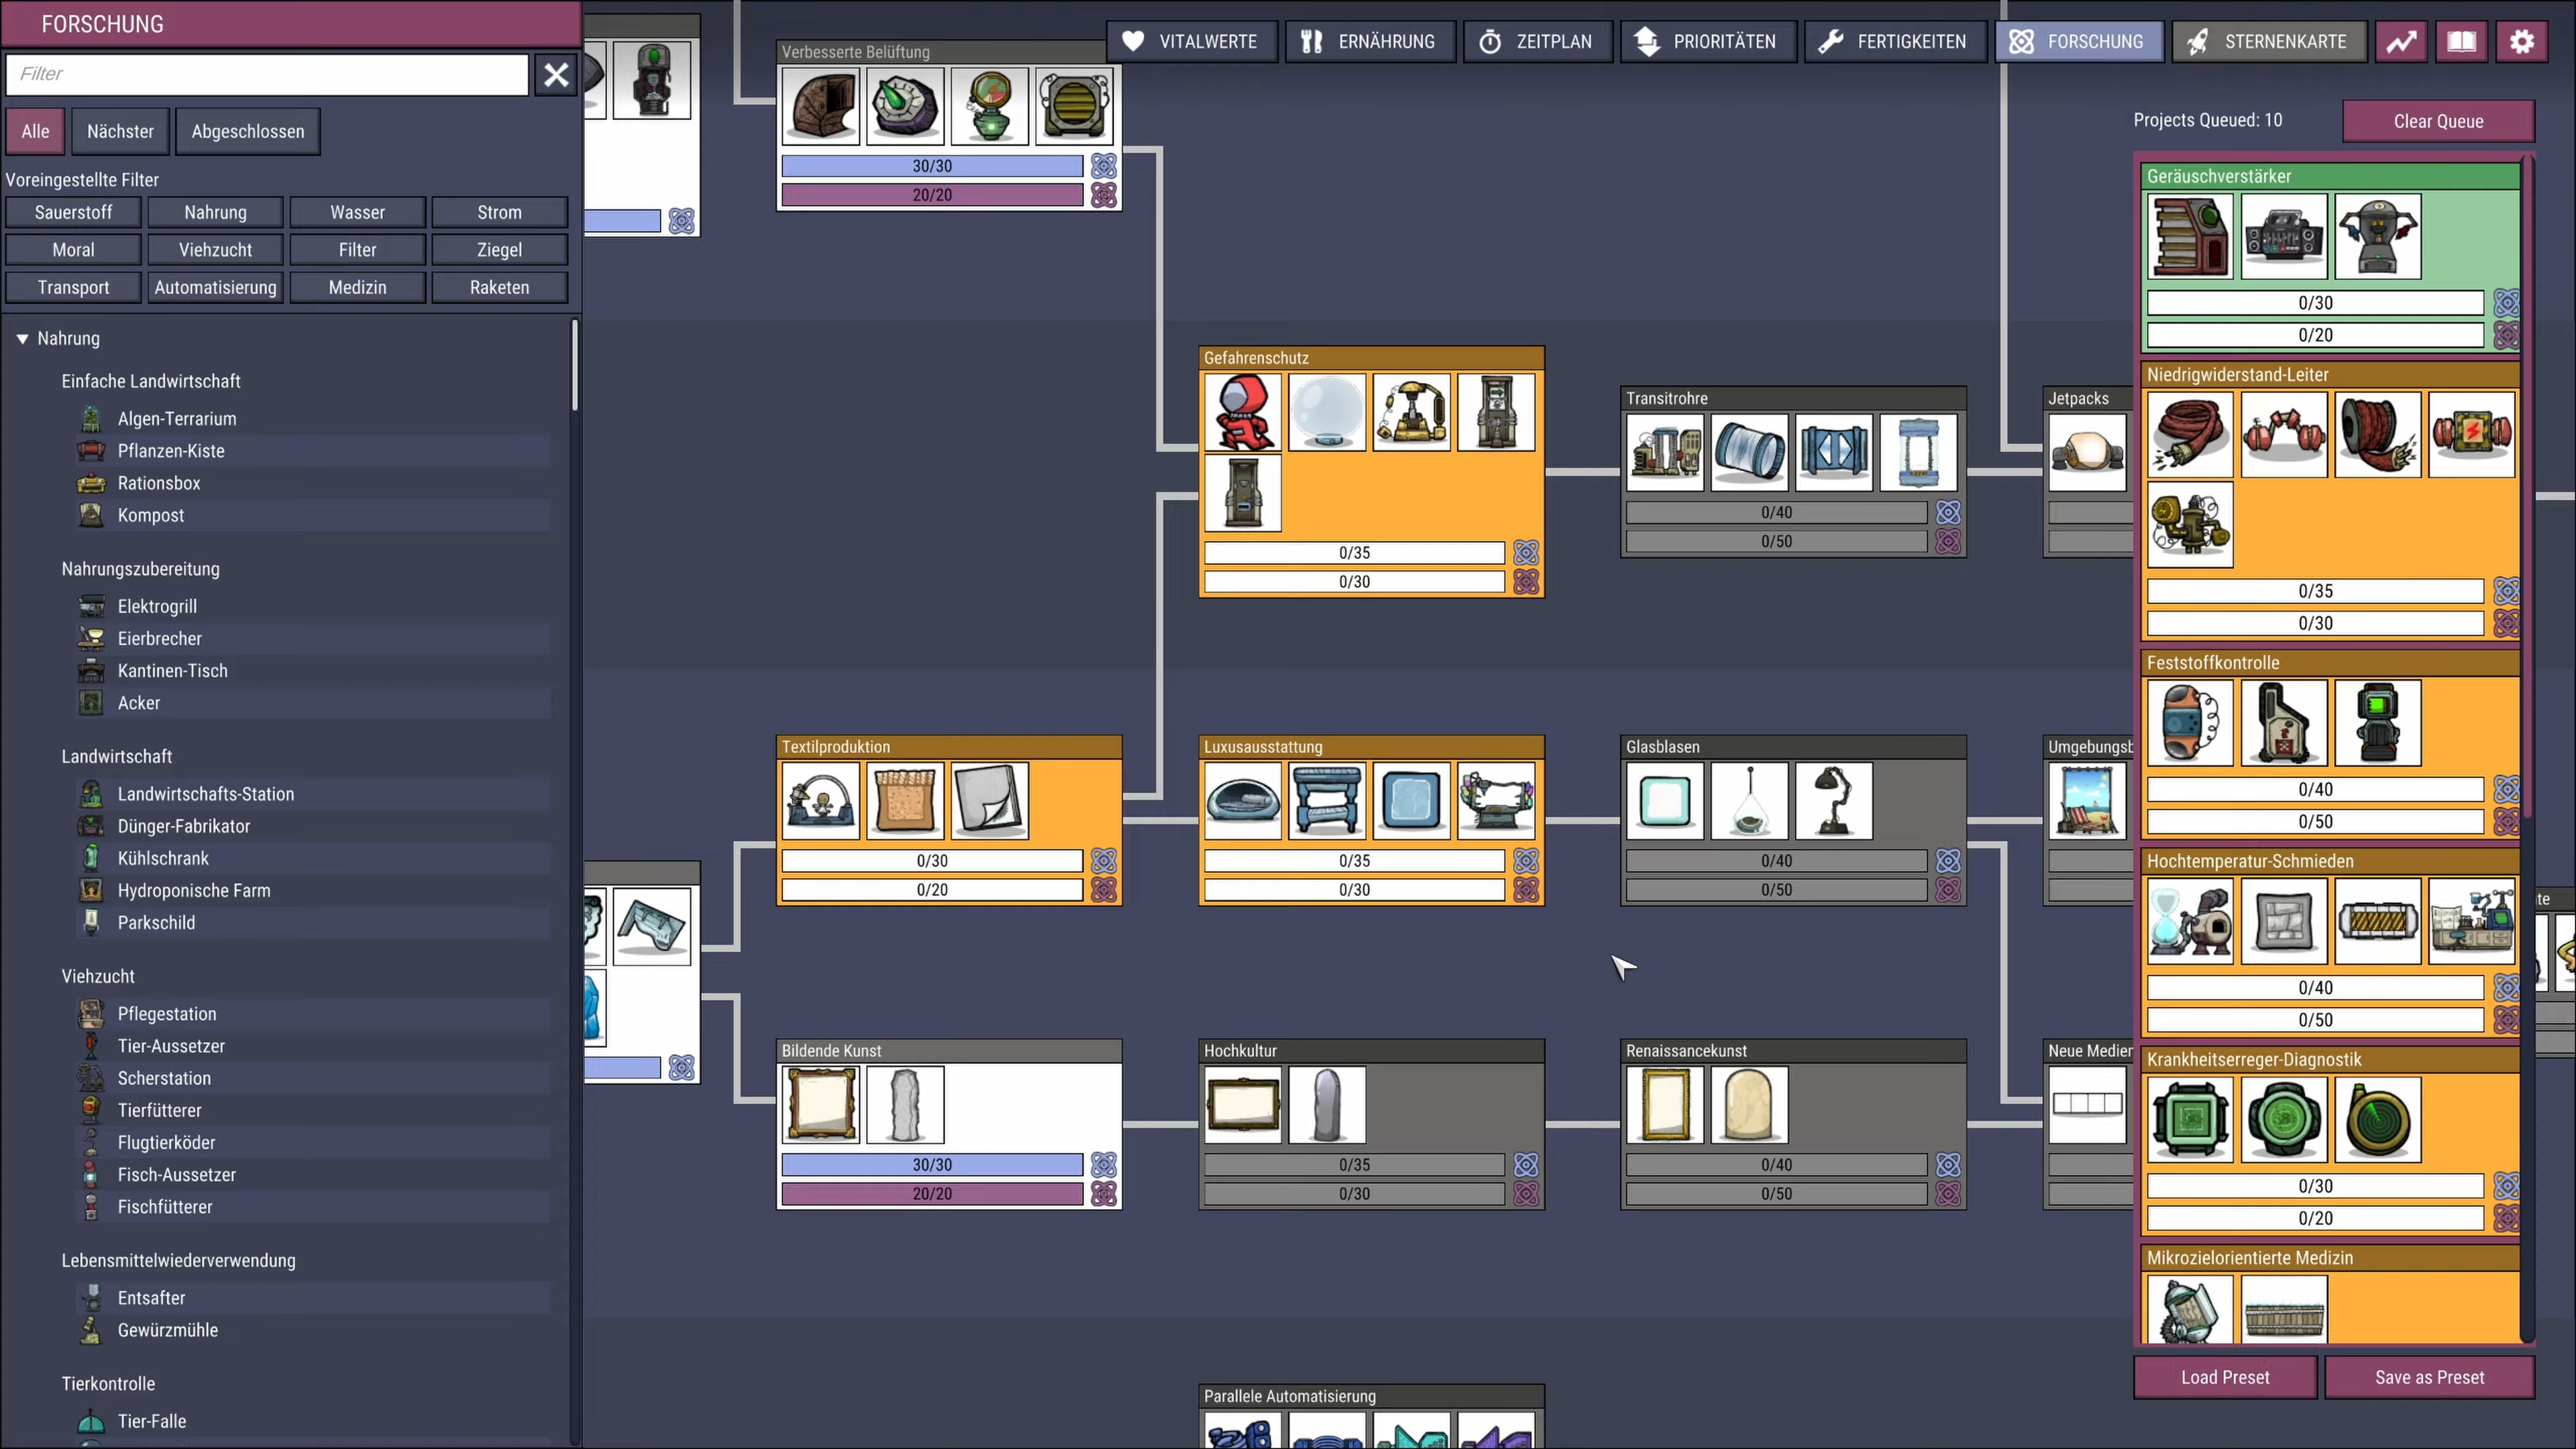 FORSCHUNG
Filter
Alle
Nächster
Abgeschlossen
Voreingestellte Filter
Sauerstoff
Nahrung
Wasser
Strom
Moral
Viehzucht
Filter
Ziegel
Transport
Automatisierung
Medizin
Raketen
Nahrung
Einfache Landwirtschaft
Algen-Terrarium
Pflanzen-Kiste
Rationsbox
Kompost
Nahrungszubereitung
Elektrogrill
Eierbrecher
Kantinen-Tisch
Acker
Landwirtschaft
Landwirtschafts-Station
Dünger-Fabrikator
Kühlschrank
Hydroponische Farm
Parkschild
Viehzucht
Pflegestation
Tier-Aussetzer
Scherstation
Tierfütterer
Flugtierköder
Fisch-Aussetzer
Fischfütterer
Lebensmittelwiederverwendung
Entsafter
Gewürzmühle
Tierkontrolle
Tier-Falle
VITALWERTE
ERNÄHRUNG
ZEITPLAN
PRIORITÄTEN
FERTIGKEITEN
FORSCHUNG
STERNENKARTE
Verbesserte Belüftung
30/30
20/20
Gefahrenschutz
0/35
0/30
Transitrohre
0/40
0/50
Jetpacks
Textilproduktion
0/30
0/20
Luxusausstattung
0/35
0/30
Glasblasen
0/40
0/50
Umgebungsb
Bildende Kunst
30/30
20/20
Hochkultur
0/35
0/30
Renaissancekunst
0/40
0/50
Neue Medien
Parallele Automatisierung
Projects Queued: 10
Clear Queue
Geräuschverstärker
0/30
0/20
Niedrigwiderstand-Leiter
0/35
0/30
Feststoffkontrolle
0/40
0/50
Hochtemperatur-Schmieden
0/40
0/50
Krankheitserreger-Diagnostik
0/30
0/20
Mikrozielorientierte Medizin
te
Load Preset
Save as Preset